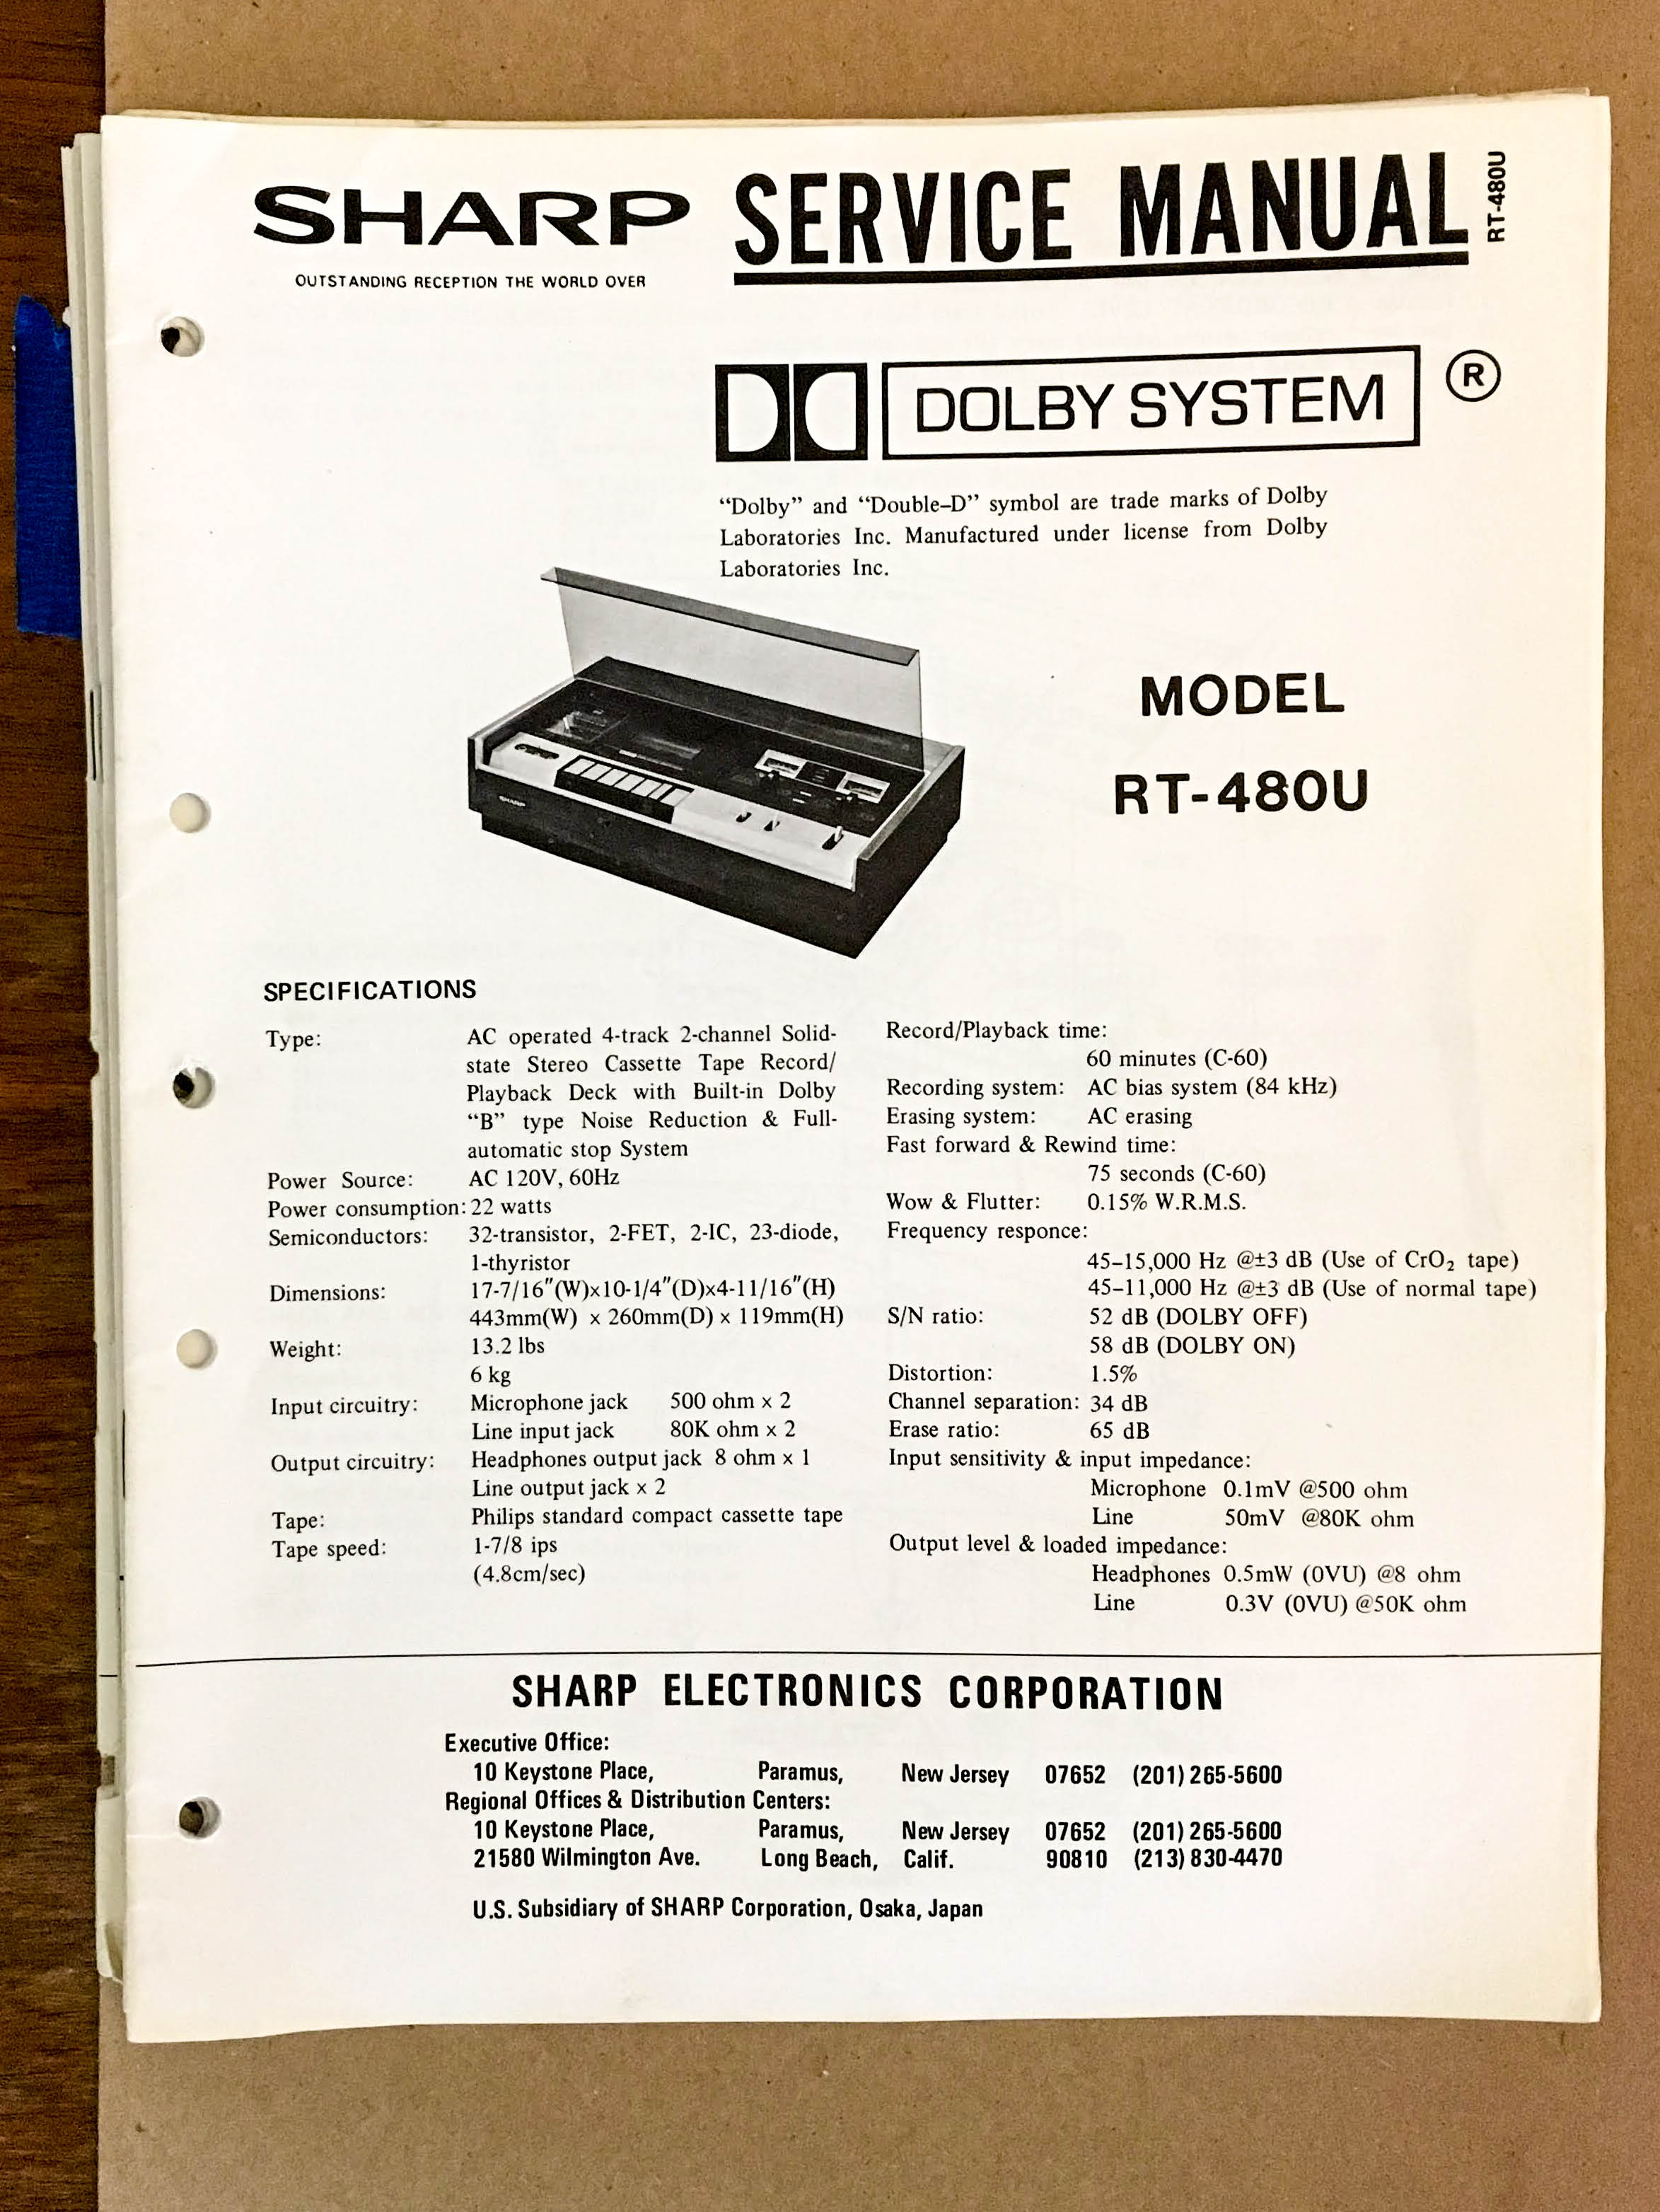 SHARP SERVICE MANUAL
RT-480U
OUTSTANDING RECEPTION THE WORLD OVER
DOLBY SYSTEM ®
“Dolby” and “Double–D” symbol are trade marks of Dolby
Laboratories Inc. Manufactured under license from Dolby
Laboratories Inc.
SHARP
MODEL
RT-480U
SPECIFICATIONS
Type: AC operated 4-track 2-channel Solid-
state Stereo Cassette Tape Record/
Playback Deck with Built-in Dolby
“B” type Noise Reduction & Full-
automatic stop System
Power Source: AC 120V, 60Hz
Power consumption: 22 watts
Semiconductors: 32-transistor, 2-FET, 2-IC, 23-diode,
1-thyristor
Dimensions: 17-7/16″(W)x10-1/4″(D)x4-11/16″(H)
443mm(W) x 260mm(D) x 119mm(H)
Weight: 13.2 lbs
6 kg
Input circuitry: Microphone jack 500 ohm x 2
Line input jack 80K ohm x 2
Output circuitry: Headphones output jack 8 ohm x 1
Line output jack x 2
Tape: Philips standard compact cassette tape
Tape speed: 1-7/8 ips
(4.8cm/sec)
Record/Playback time:
60 minutes (C-60)
Recording system: AC bias system (84 kHz)
Erasing system: AC erasing
Fast forward & Rewind time:
75 seconds (C-60)
Wow & Flutter: 0.15% W.R.M.S.
Frequency responce:
45–15,000 Hz @±3 dB (Use of CrO₂ tape)
45–11,000 Hz @±3 dB (Use of normal tape)
S/N ratio: 52 dB (DOLBY OFF)
58 dB (DOLBY ON)
Distortion: 1.5%
Channel separation: 34 dB
Erase ratio: 65 dB
Input sensitivity & input impedance:
Microphone 0.1mV @500 ohm
Line 50mV @80K ohm
Output level & loaded impedance:
Headphones 0.5mW (0VU) @8 ohm
Line 0.3V (0VU) @50K ohm
SHARP ELECTRONICS CORPORATION
Executive Office:
10 Keystone Place, Paramus, New Jersey 07652 (201) 265-5600
Regional Offices & Distribution Centers:
10 Keystone Place, Paramus, New Jersey 07652 (201) 265-5600
21580 Wilmington Ave. Long Beach, Calif. 90810 (213) 830-4470
U.S. Subsidiary of SHARP Corporation, Osaka, Japan